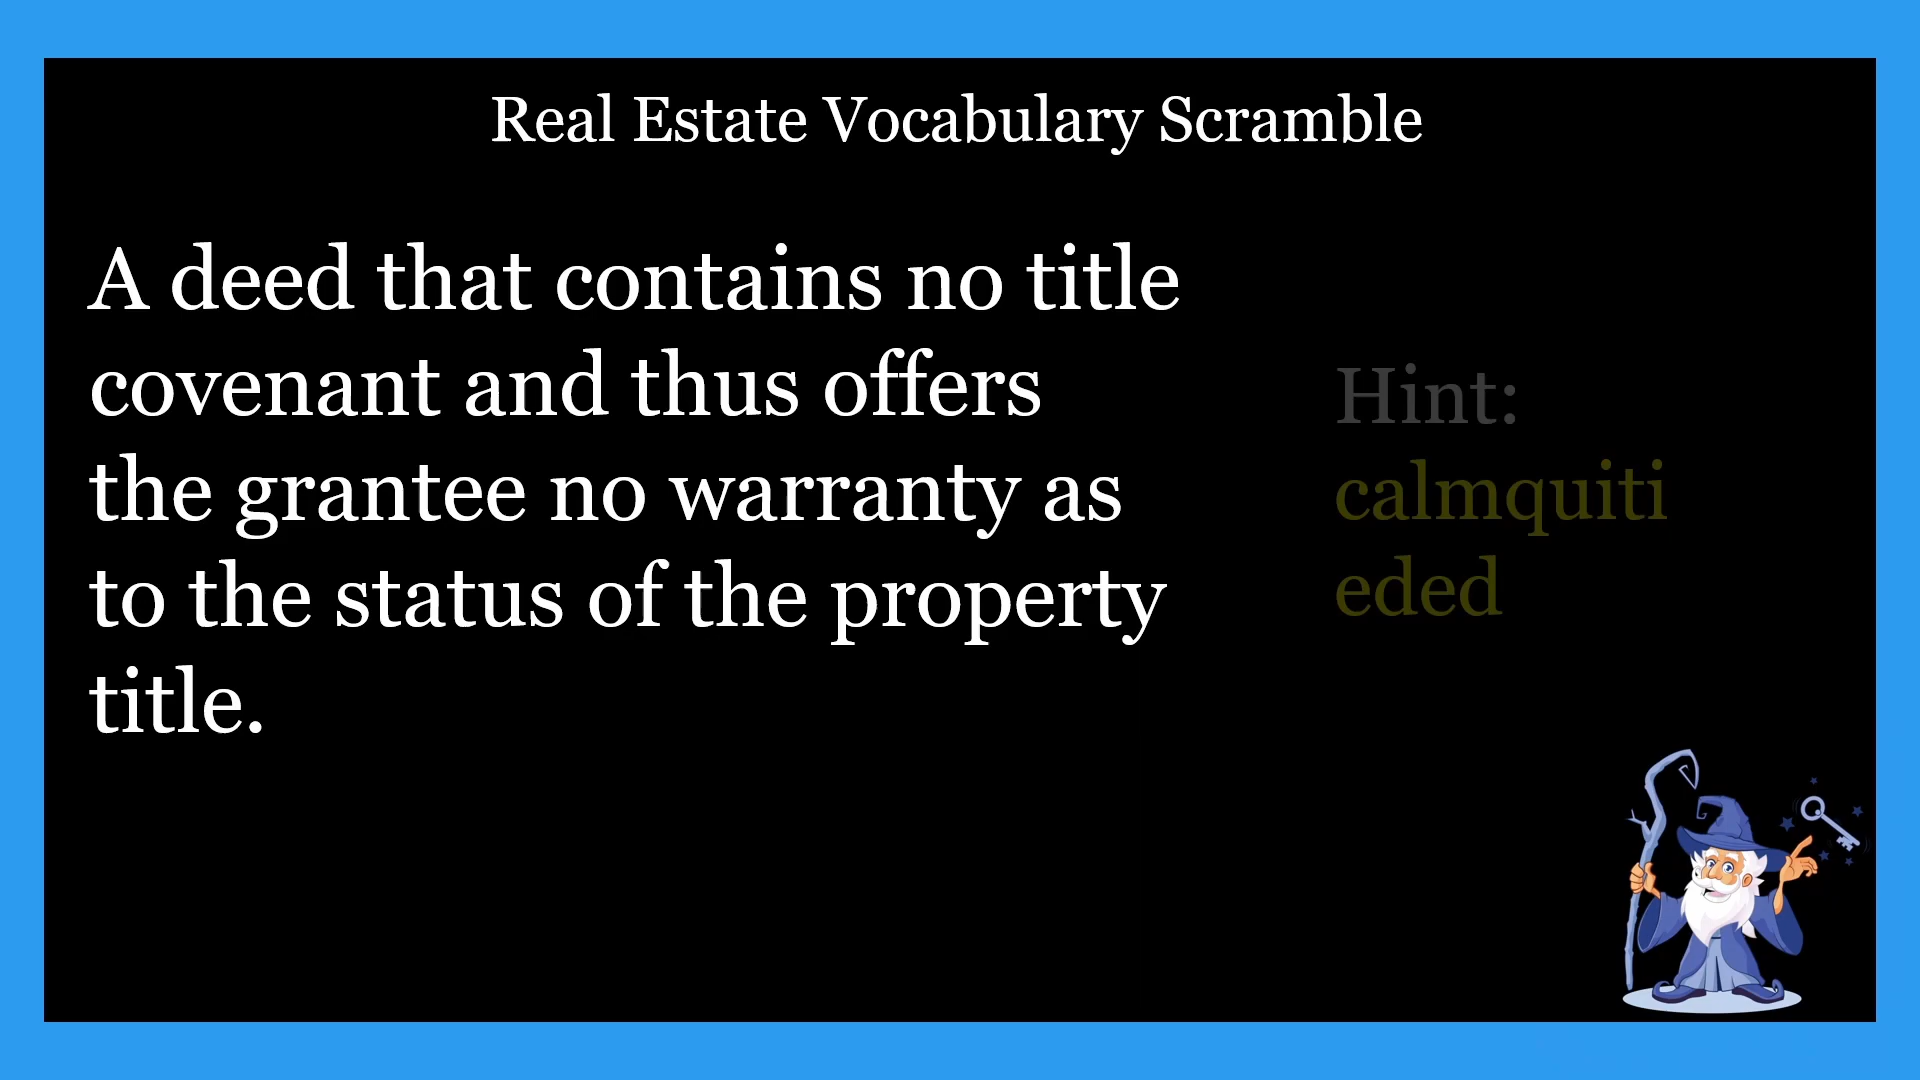 Real Estate Vocabulary Scramble
A deed that contains no title
covenant and thus offers
the grantee no warranty as
to the status of the property
title.
Hint:
calmquiti
eded